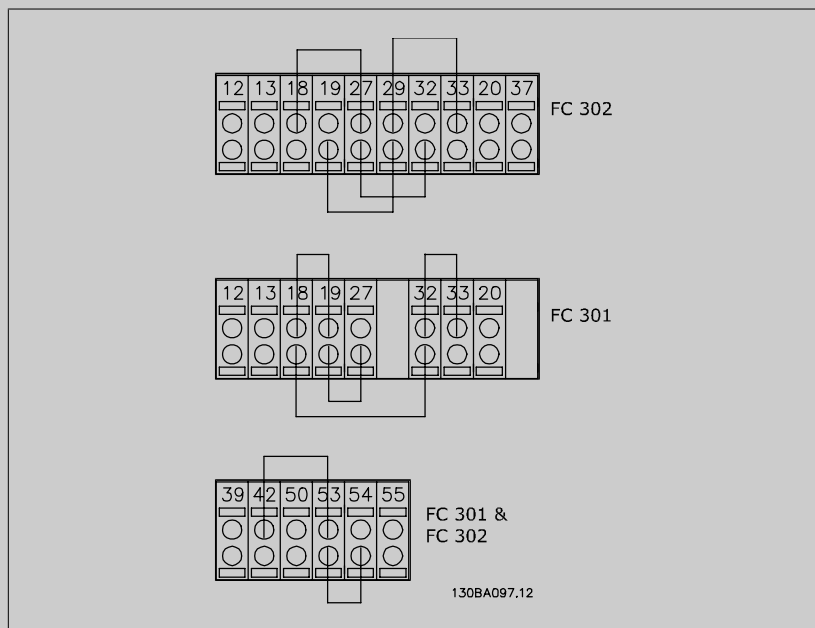 12 13 18 19 27 29 32 33 20 37
FC 302
12 13 18 19 27 32 33 20
FC 301
39 42 50 53 54 55
FC 301 &
FC 302
130BA097.12